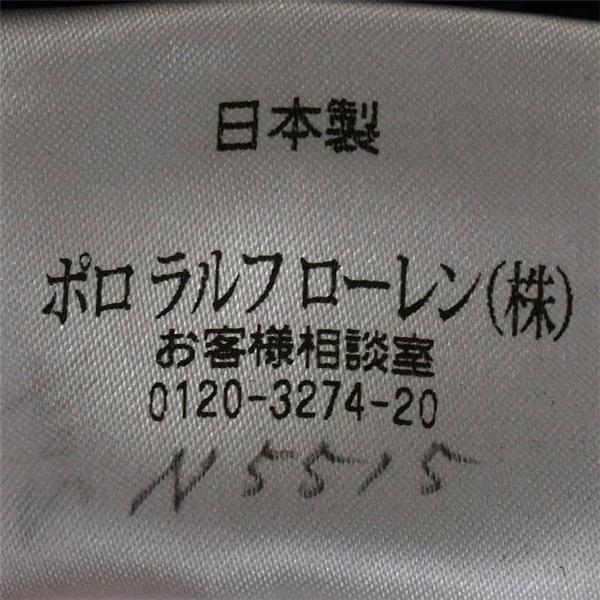 日本製
ポロ ラルフ ローレン(株)
お客様相談室
0120-3274-20
N5515